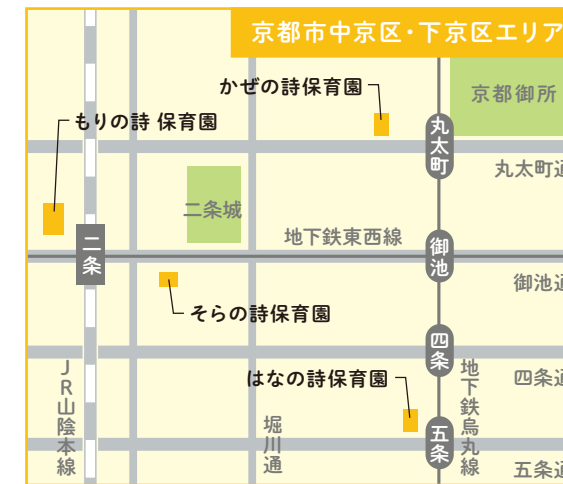 京都市中京区・下京区エリア
かぜの詩保育園
京都御所
もりの詩 保育園
丸太町
丸太町通
二条城
地下鉄東西線
御池
二条
御池通
そらの詩保育園
四条
四条通
はなの詩保育園
JR山陰本線
堀川通
五条
地下鉄烏丸線
五条通